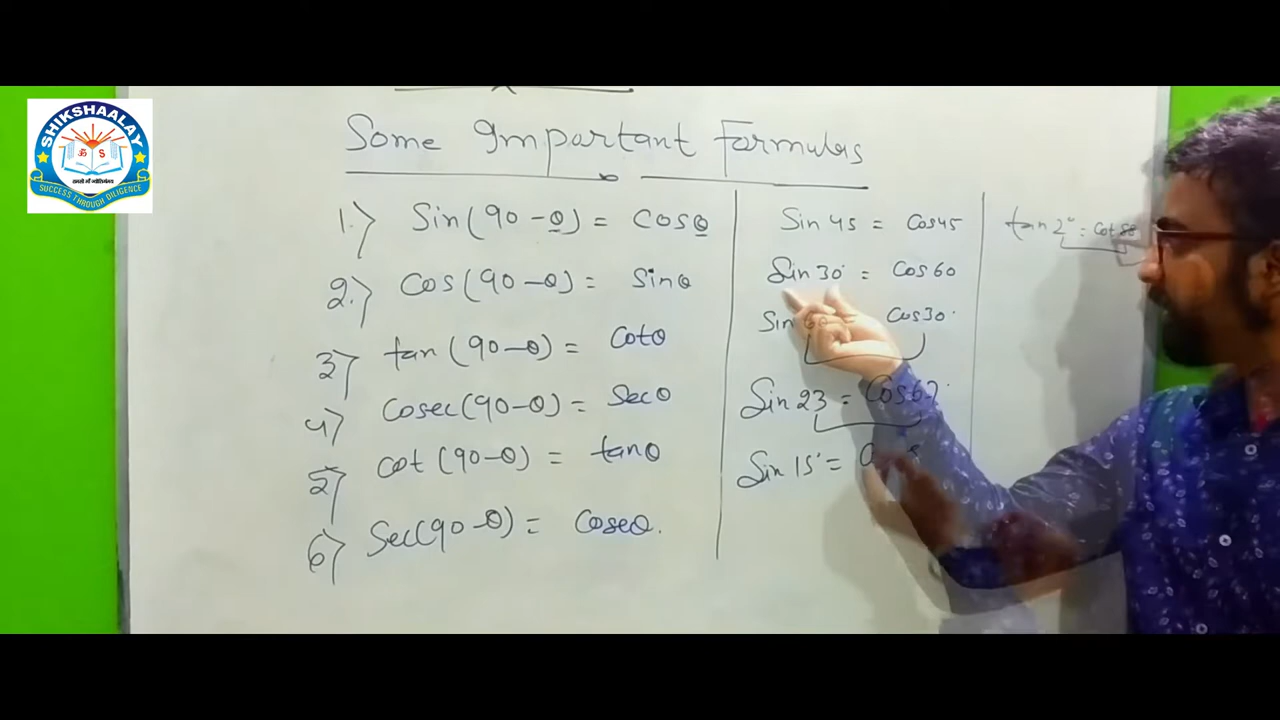 SHIKSHAALAY
SUCCESS THROUGH DILIGENCE
Some Important Formulas
1.) Sin(90-θ) = Cosθ
2.) Cos(90-θ) = Sinθ
3) tan(90-θ) = Cotθ
4) Cosec(90-θ) = Secθ
5) Cot(90-θ) = tanθ
6) Sec(90-θ) = Cosecθ.
Sin 45 = Cos45
Sin 30° = Cos60
Sin = Cos30°
Sin 23 = Cos67°
Sin 15° =
tan 2° = Cot 88